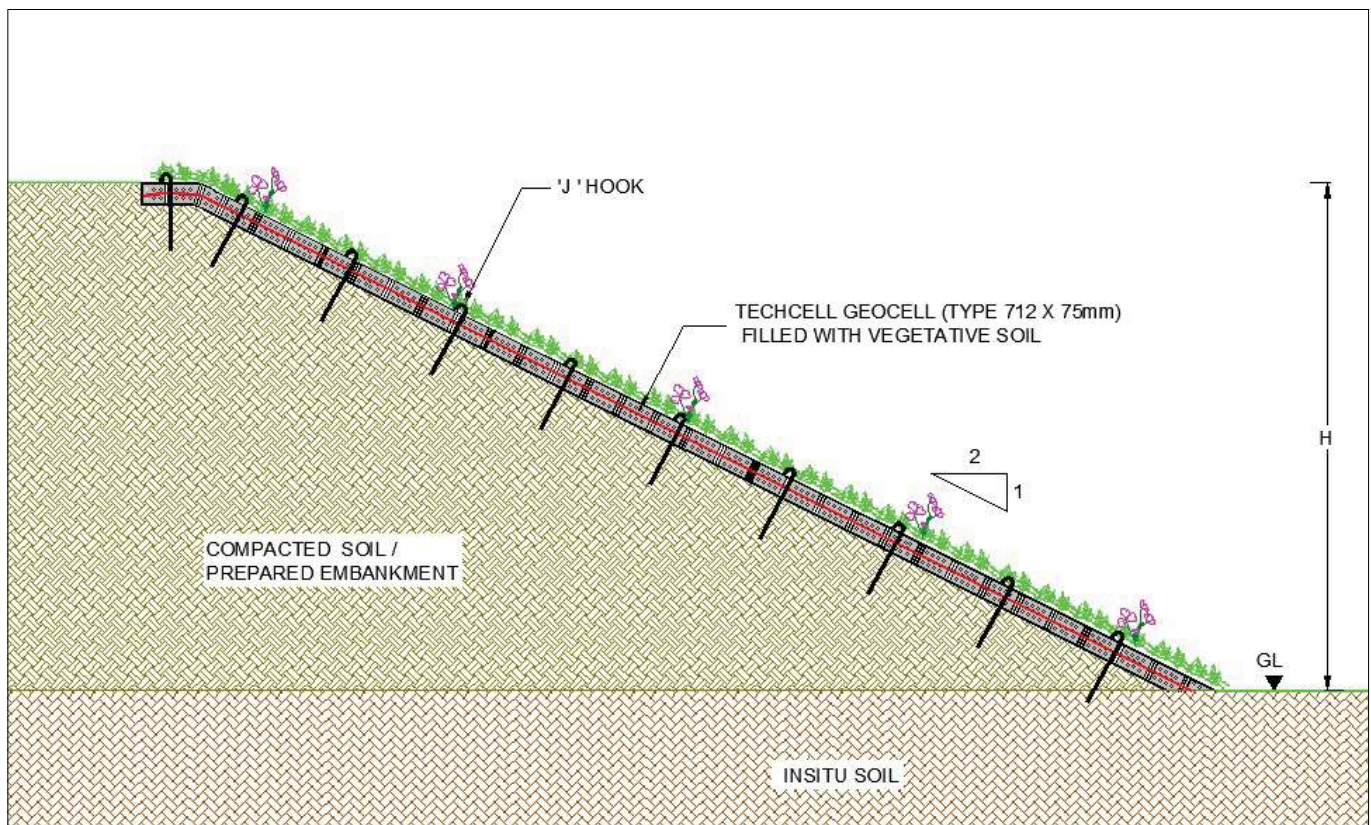 'J ' HOOK
TECHCELL GEOCELL (TYPE 712 X 75mm)
FILLED WITH VEGETATIVE SOIL
H
2
1
COMPACTED SOIL /
PREPARED EMBANKMENT
GL
INSITU SOIL